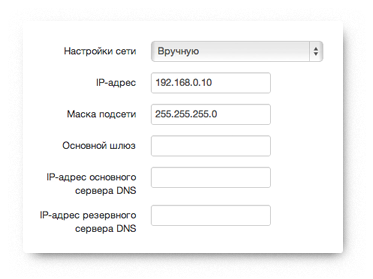 Настройки сети Вручную
IP-адрес 192.168.0.10
Маска подсети 255.255.255.0
Основной шлюз
IP-адрес основного
сервера DNS
IP-адрес резервного
сервера DNS